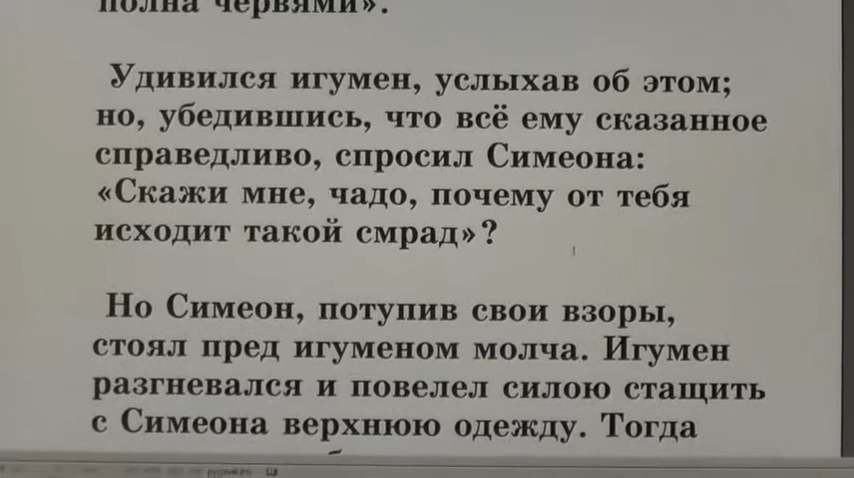 полна червями».
Удивился игумен, услыхав об этом;
но, убедившись, что всё ему сказанное
справедливо, спросил Симеона:
«Скажи мне, чадо, почему от тебя
исходит такой смрад»?
Но Симеон, потупив свои взоры,
стоял пред игуменом молча. Игумен
разгневался и повелел силою стащить
с Симеона верхнюю одежду. Тогда